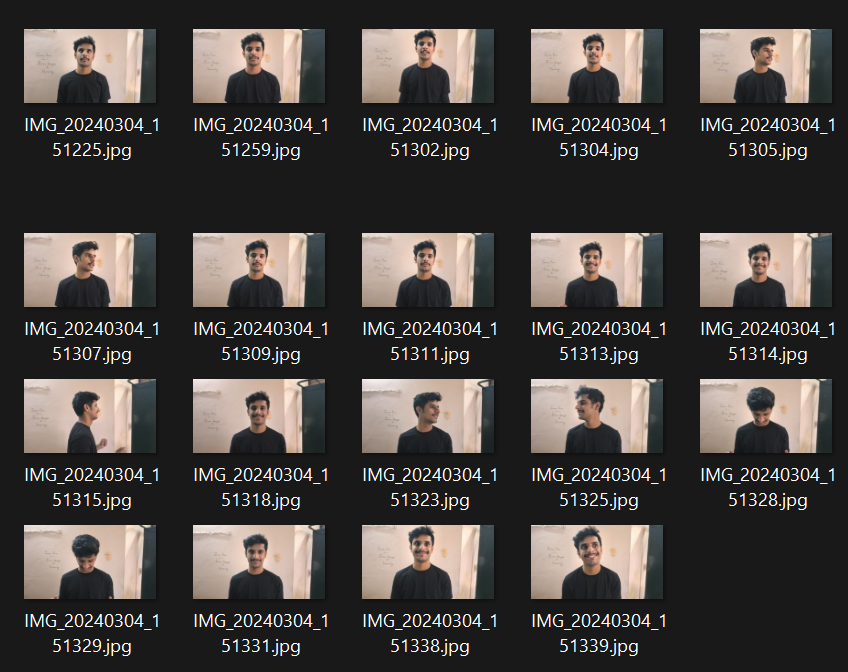 IMG_20240304_1
51225.jpg
IMG_20240304_1
51259.jpg
IMG_20240304_1
51302.jpg
IMG_20240304_1
51304.jpg
IMG_20240304_1
51305.jpg
IMG_20240304_1
51307.jpg
IMG_20240304_1
51309.jpg
IMG_20240304_1
51311.jpg
IMG_20240304_1
51313.jpg
IMG_20240304_1
51314.jpg
IMG_20240304_1
51315.jpg
IMG_20240304_1
51318.jpg
IMG_20240304_1
51323.jpg
IMG_20240304_1
51325.jpg
IMG_20240304_1
51328.jpg
IMG_20240304_1
51329.jpg
IMG_20240304_1
51331.jpg
IMG_20240304_1
51338.jpg
IMG_20240304_1
51339.jpg